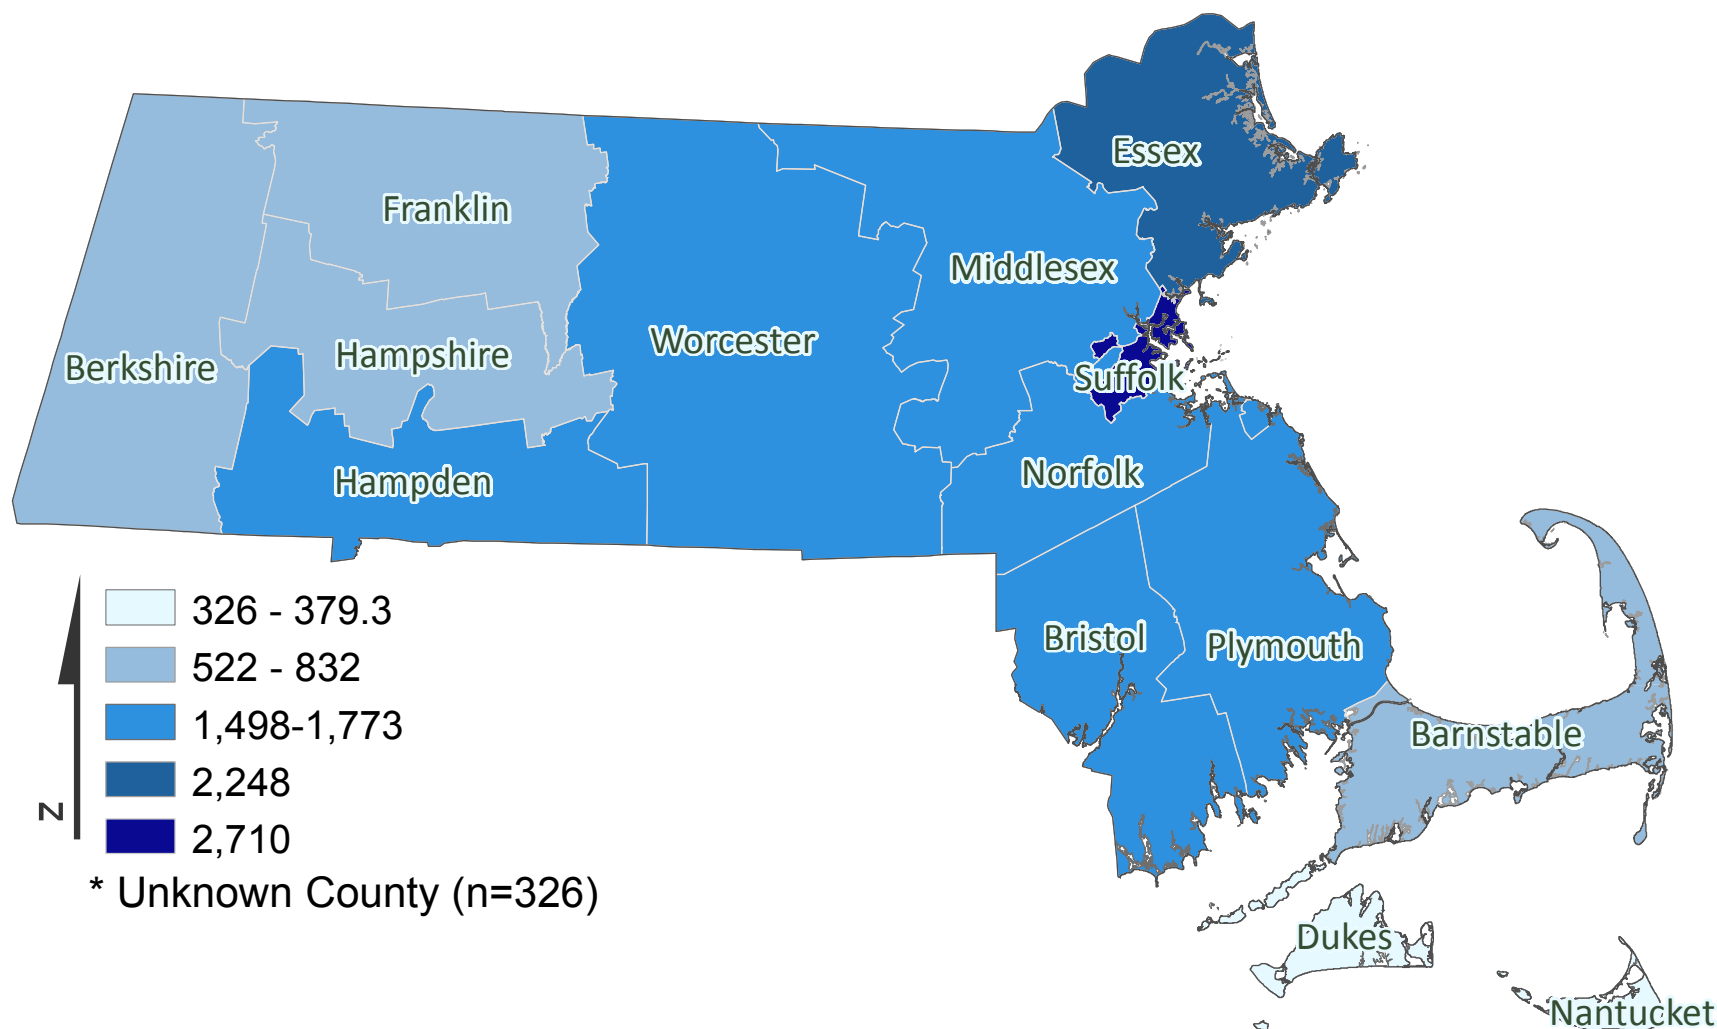 Essex
Franklin
Middlesex
Worcester
Hampshire
Berkshire
Suffolk
Norfolk
Hampden
326 - 379.3
522 - 832
Bristol
Plymouth
1,498-1,773
Barnstable
2,248
N
2,710
* Unknown County (n=326)
Dukes
Nantucket